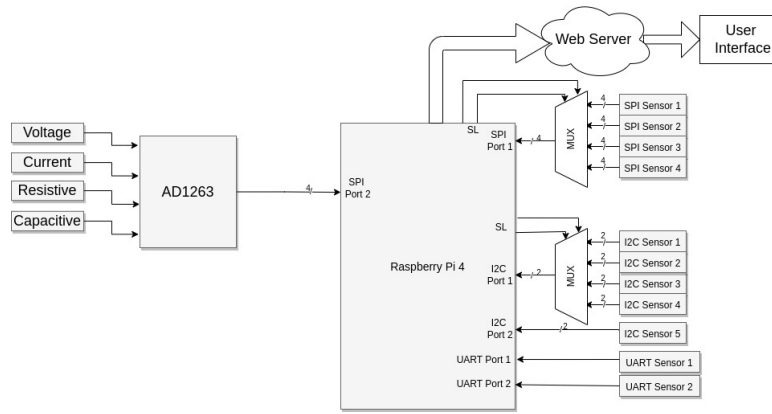 Web Server
User
Interface
SL
SPI
Port 1
4
MUX
4
4
4
4
SPI Sensor 1
SPI Sensor 2
SPI Sensor 3
SPI Sensor 4
Voltage
Current
Resistive
Capacitive
AD1263
4
SPI
Port 2
Raspberry Pi 4
SL
I2C
Port 1
2
MUX
2
2
2
2
I2C Sensor 1
I2C Sensor 2
I2C Sensor 3
I2C Sensor 4
I2C
Port 2
2
I2C Sensor 5
UART Port 1
UART Sensor 1
UART Port 2
UART Sensor 2